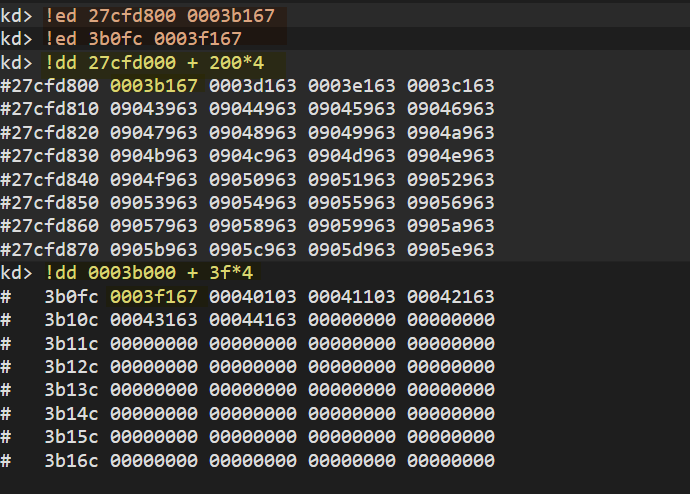 kd> !ed 27cfd800 0003b167
kd> !ed 3b0fc 0003f167
kd> !dd 27cfd000 + 200*4
#27cfd800 0003b167 0003d163 0003e163 0003c163
#27cfd810 09043963 09044963 09045963 09046963
#27cfd820 09047963 09048963 09049963 0904a963
#27cfd830 0904b963 0904c963 0904d963 0904e963
#27cfd840 0904f963 09050963 09051963 09052963
#27cfd850 09053963 09054963 09055963 09056963
#27cfd860 09057963 09058963 09059963 0905a963
#27cfd870 0905b963 0905c963 0905d963 0905e963
kd> !dd 0003b000 + 3f*4
#   3b0fc 0003f167 00040103 00041103 00042163
#   3b10c 00043163 00044163 00000000 00000000
#   3b11c 00000000 00000000 00000000 00000000
#   3b12c 00000000 00000000 00000000 00000000
#   3b13c 00000000 00000000 00000000 00000000
#   3b14c 00000000 00000000 00000000 00000000
#   3b15c 00000000 00000000 00000000 00000000
#   3b16c 00000000 00000000 00000000 00000000